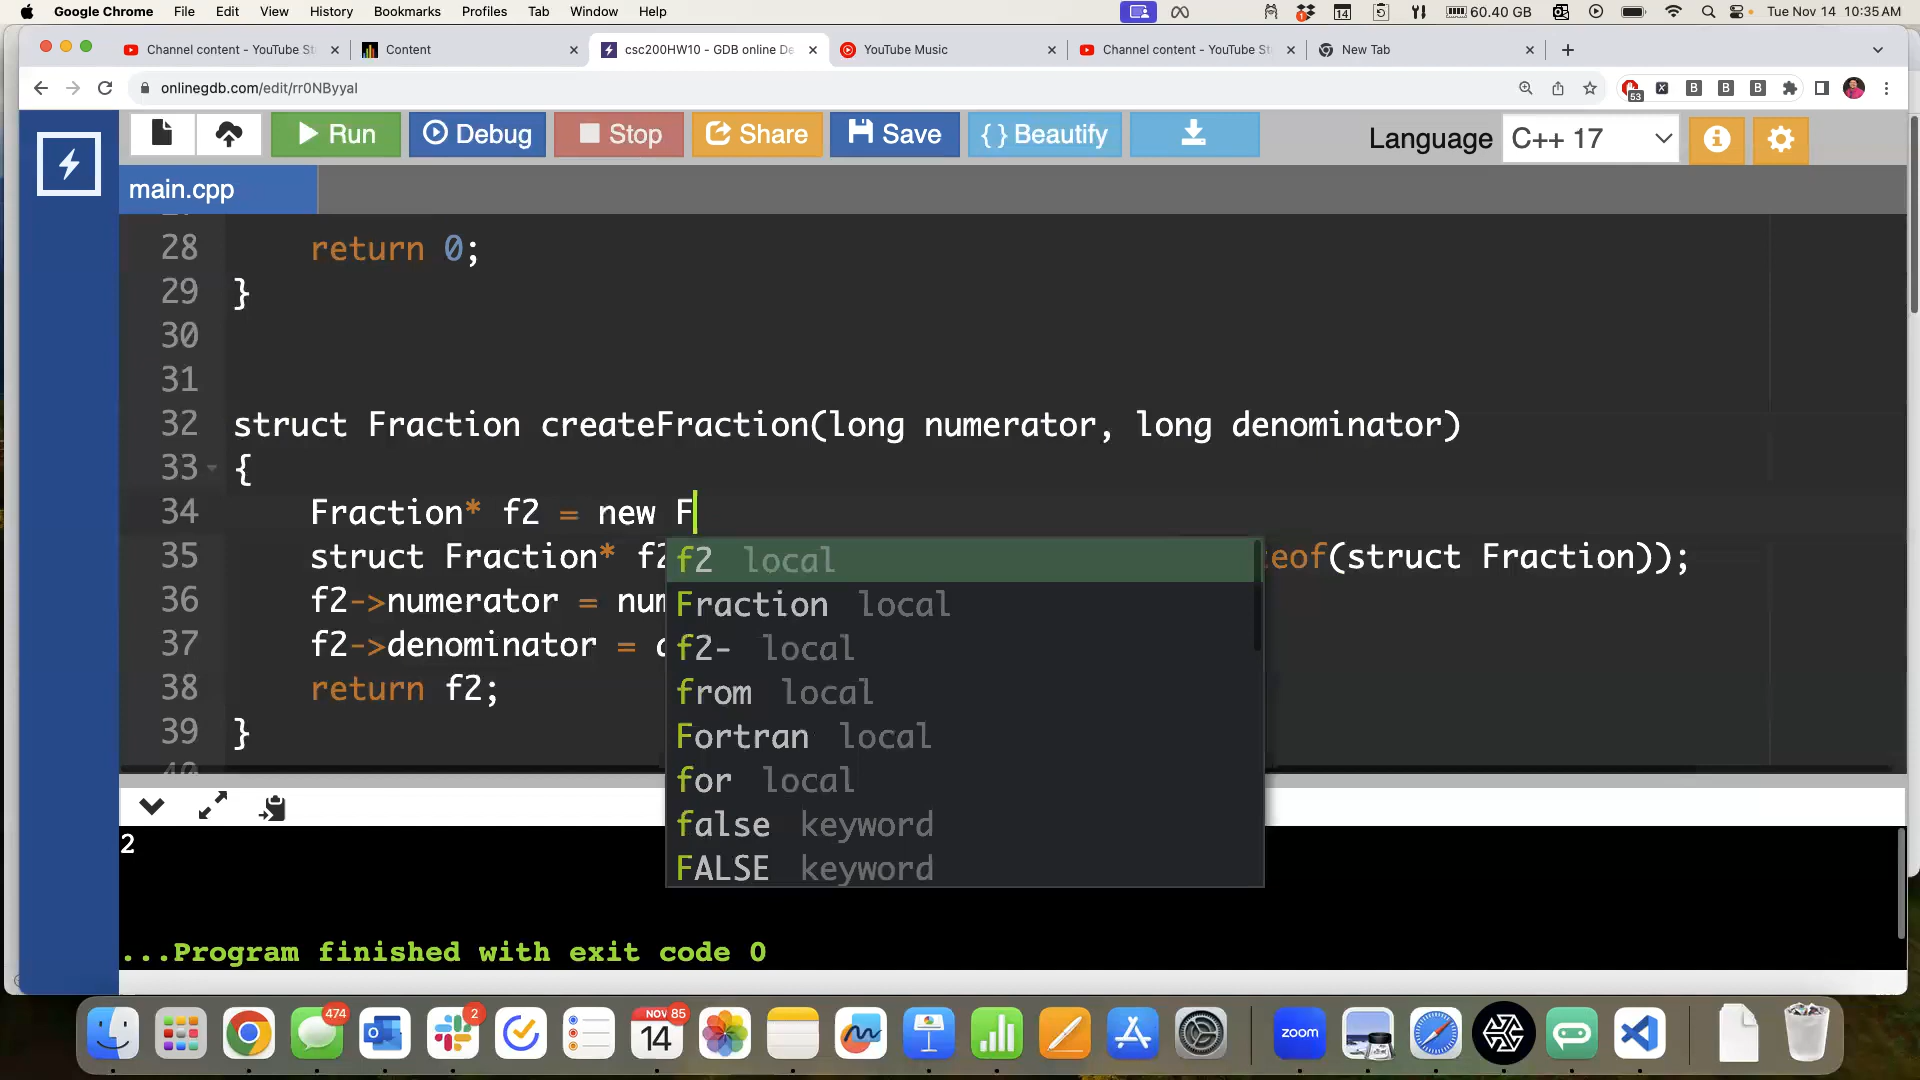 Google Chrome File Edit View History Bookmarks Profiles Tab Window Help 14 60.40 GB Tue Nov 14 10:35 AM
Channel content - YouTube St Content csc200HW10 - GDB online De YouTube Music Channel content - YouTube St New Tab
onlinegdb.com/edit/rr0NByyal 53
Run Debug Stop Share Save { } Beautify Language C++ 17
main.cpp
28 return 0;
29 }
30
31
32 struct Fraction createFraction(long numerator, long denominator)
33 {
34 Fraction* f2 = new F
35 struct Fraction* f2 eof(struct Fraction));
36 f2->numerator = num
37 f2->denominator = d
38 return f2;
39 }
f2 local
Fraction local
f2- local
from local
Fortran local
for local
false keyword
FALSE keyword
2
...Program finished with exit code 0
474 2 NOV 85 14 zoom